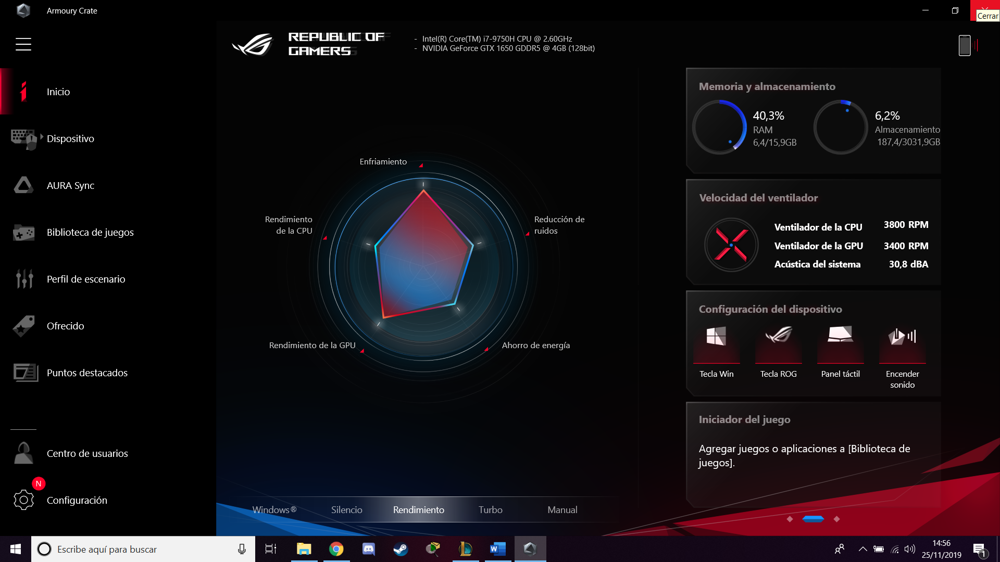 Armoury Crate
Cerrar
REPUBLIC OF
GAMERS
- Intel(R) Core(TM) i7-9750H CPU @ 2.60GHz
- NVIDIA GeForce GTX 1650 GDDR5 @ 4GB (128bit)
Inicio
Dispositivo
AURA Sync
Biblioteca de juegos
Perfil de escenario
Ofrecido
Puntos destacados
Centro de usuarios
N
Configuración
Enfriamiento
Rendimiento
de la CPU
Reducción de
ruidos
Rendimiento de la GPU
Ahorro de energía
Windows®
Silencio
Rendimiento
Turbo
Manual
Memoria y almacenamiento
40,3%
RAM
6,4/15,9GB
6,2%
Almacenamiento
187,4/3031,9GB
Velocidad del ventilador
Ventilador de la CPU 3800 RPM
Ventilador de la GPU 3400 RPM
Acústica del sistema 30,8 dBA
Configuración del dispositivo
Tecla Win
Tecla ROG
Panel táctil
Encender
sonido
Iniciador del juego
Agregar juegos o aplicaciones a [Biblioteca de
juegos].
Escribe aquí para buscar
W
14:56
25/11/2019
1